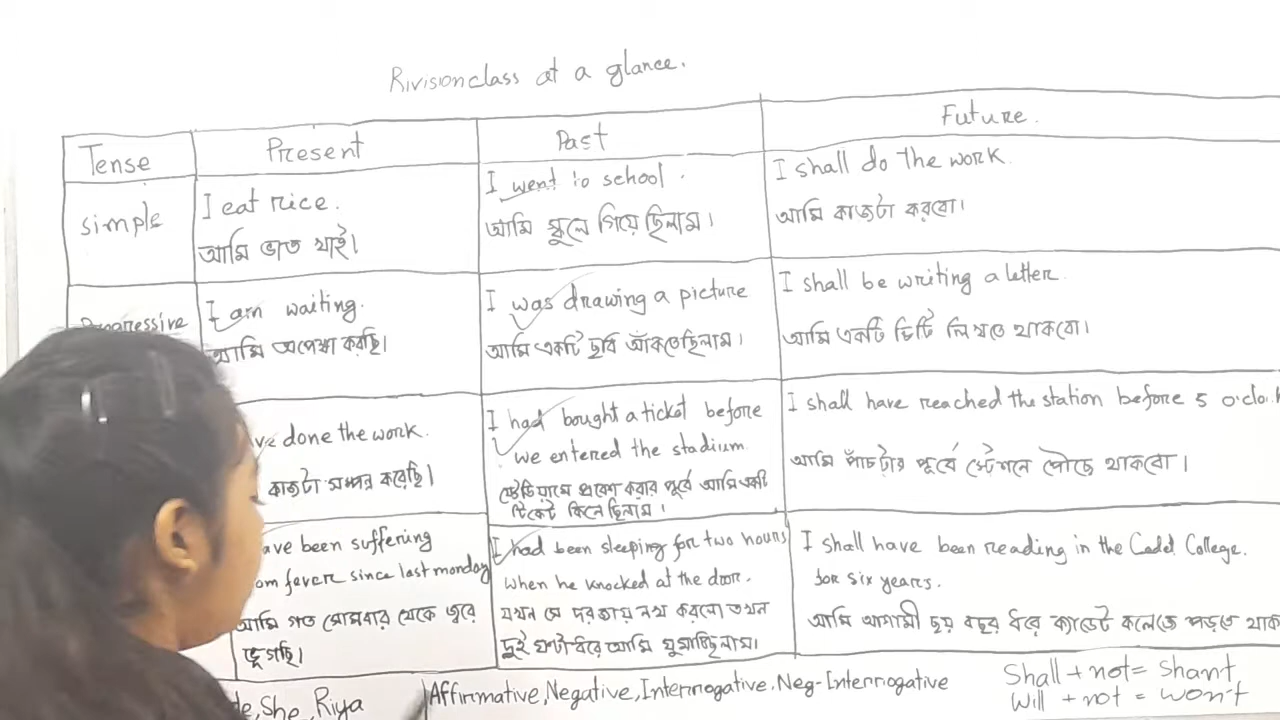 Rivision class at a glance.
Tense Present Past Future.
simple
I eat rice.
আমি ভাত খাই।
I went to school.
আমি স্কুলে গিয়ে ছিলাম।
I shall do the work.
আমি কাজটা করবো।
Progressive
I am waiting.
আমি অপেক্ষা করছি।
I was drawing a picture
আমি একটি ছবি আঁকতেছিলাম।
I shall be writing a letter.
আমি একটি চিটি লিখতে থাকবো।
done the work.
কাজটা সম্পন্ন করেছি।
I had bought a ticket before
we entered the stadium.
স্টেডিয়ামে প্রবেশ করার পূর্বে আমি একটি
টিকেট কিনে ছিলাম।
I shall have reached the station before 5
আমি পাঁচটার পূর্বে স্টেশনে পৌছে থাকবো।
been suffering
fever since last monday
আমি গত সোমবার থেকে জ্বরে
ভূগছি।
I had been sleeping for two hours
when he knocked at the door.
যখন সে দরজায় নখ করলো তখন
দুই ঘন্টা ধরে আমি ঘুমাচ্ছিলাম।
I shall have been reading in the Cadet College.
for six years.
আমি আগামী ছয় বছর ধরে ক্যাডেট কলেজে পড়তে
She, Riya
Affirmative, Negative, Interrogative, Neg-Interrogative
Shall + not = Shan't
Will + not = won't